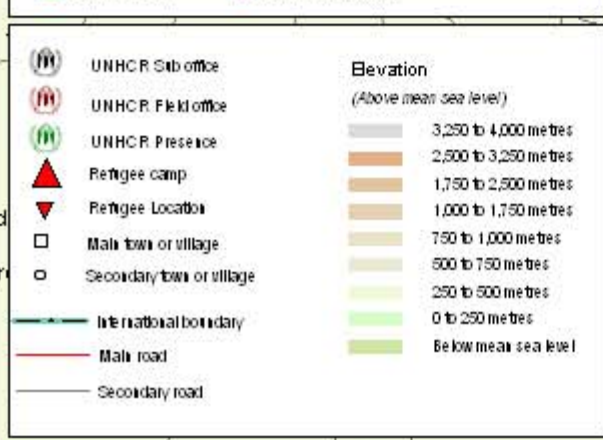 UNHCR Sub office
UNHCR Field office
UNHCR Presence
Refugee camp
Refugee Location
Main town or village
Secondary town or village
International boundary
Main road
Secondary road
Elevation
(Above mean sea level)
3,250 to 4,000 metres
2,500 to 3,250 metres
1,750 to 2,500 metres
1,000 to 1,750 metres
750 to 1,000 metres
500 to 750 metres
250 to 500 metres
0 to 250 metres
Below mean sea level